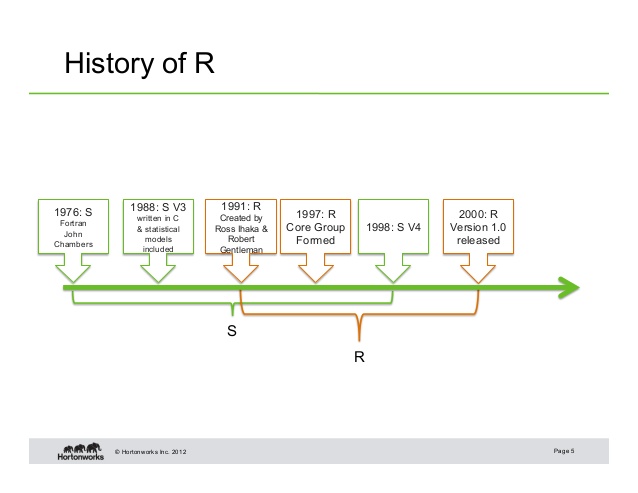 History of R
1976: S
Fortran
John
Chambers
1988: S V3
written in C
& statistical
models
included
1991: R
Created by
Ross Ihaka &
Robert
Gentleman
1997: R
Core Group
Formed
1998: S V4
2000: R
Version 1.0
released
S
R
Hortonworks
© Hortonworks Inc. 2012
Page 5